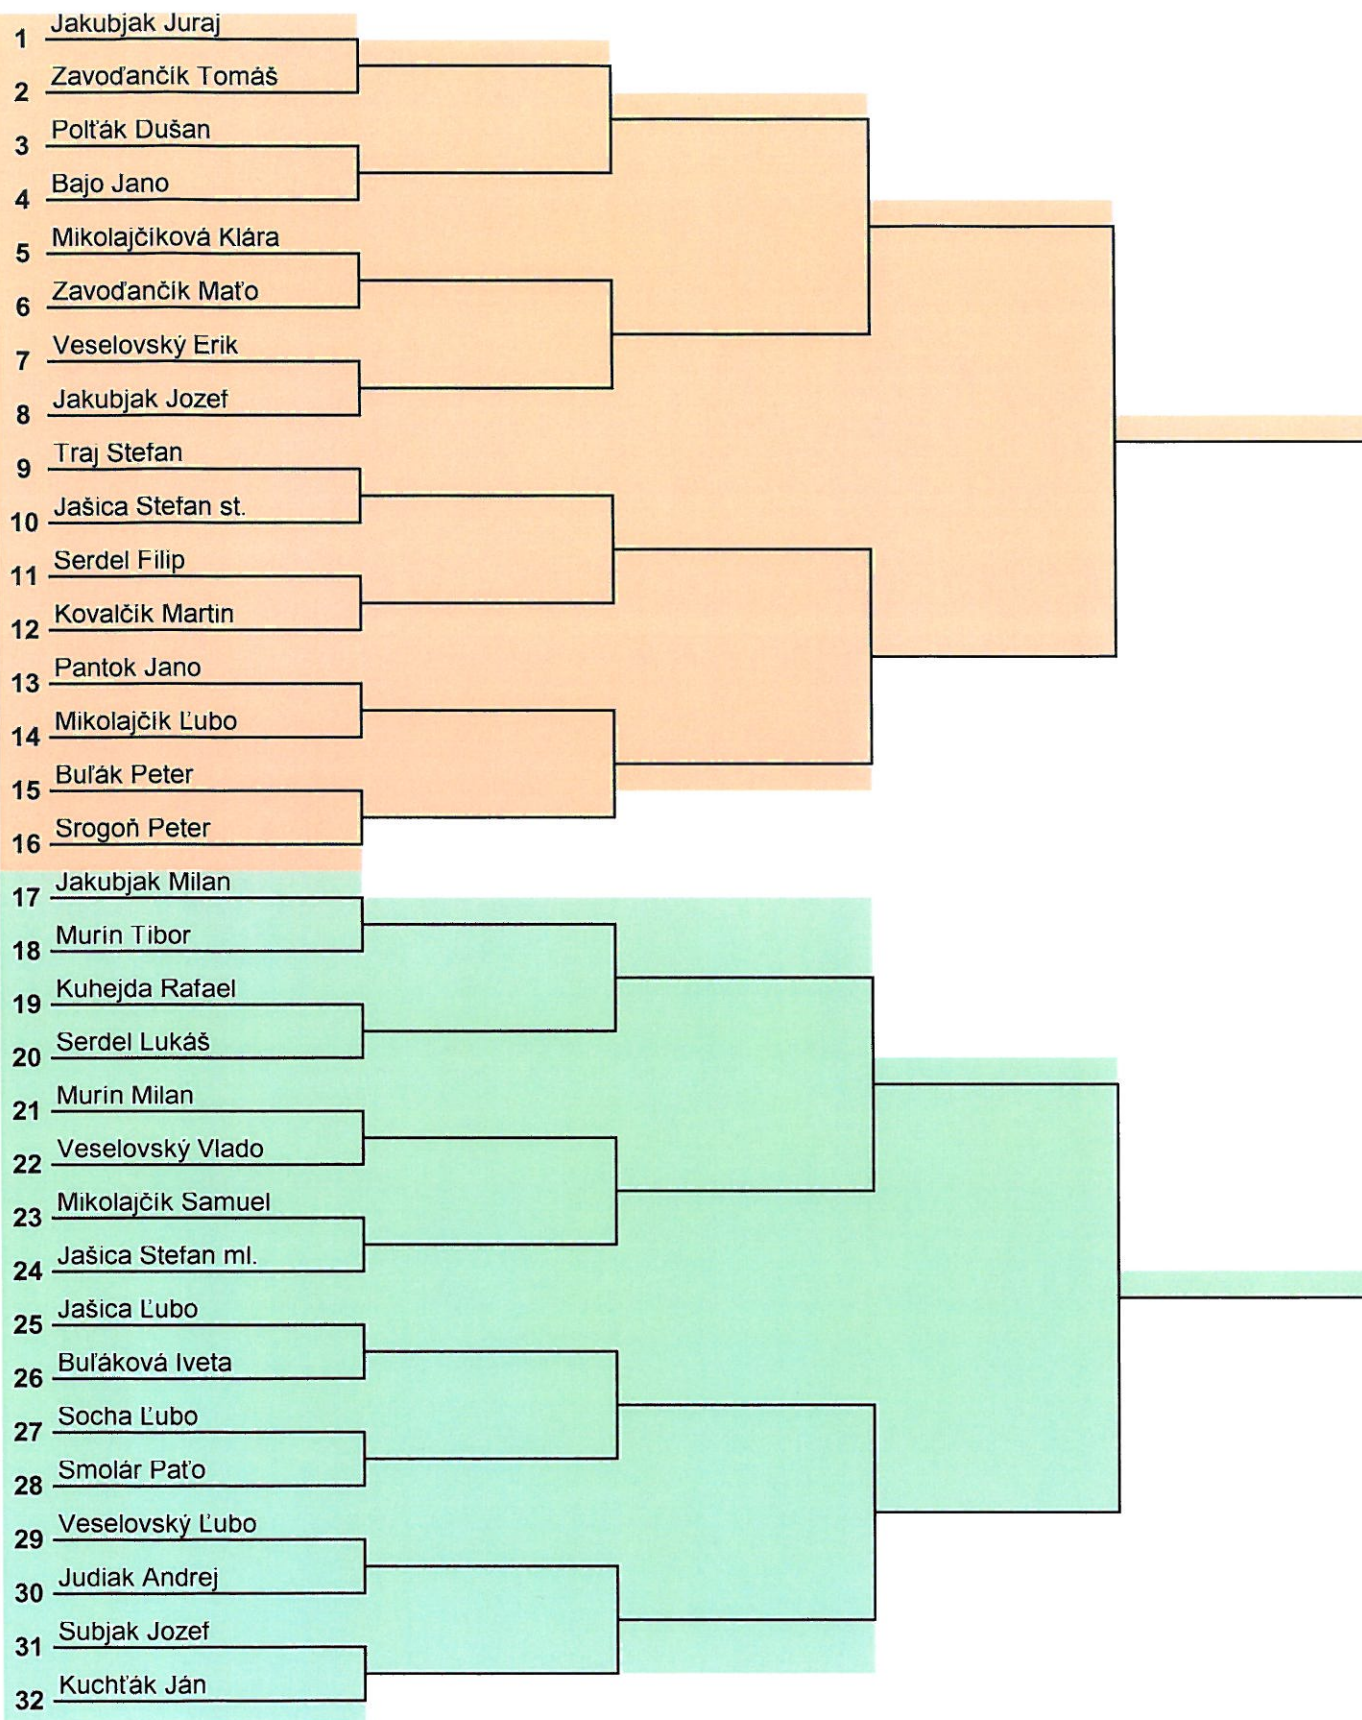 1 Jakubjak Juraj
2 Zavoďančík Tomáš
3 Polťák Dušan
4 Bajo Jano
5 Mikolajčíková Klára
6 Zavoďančík Maťo
7 Veselovský Erik
8 Jakubjak Jozef
9 Traj Stefan
10 Jašica Stefan st.
11 Serdel Filip
12 Kovalčík Martin
13 Pantok Jano
14 Mikolajčík Ľubo
15 Buľák Peter
16 Srogoň Peter
17 Jakubjak Milan
18 Murín Tibor
19 Kuhejda Rafael
20 Serdel Lukáš
21 Murín Milan
22 Veselovský Vlado
23 Mikolajčík Samuel
24 Jašica Stefan ml.
25 Jašica Ľubo
26 Buľáková Iveta
27 Socha Ľubo
28 Smolár Paťo
29 Veselovský Ľubo
30 Judiak Andrej
31 Subjak Jozef
32 Kuchťák Ján